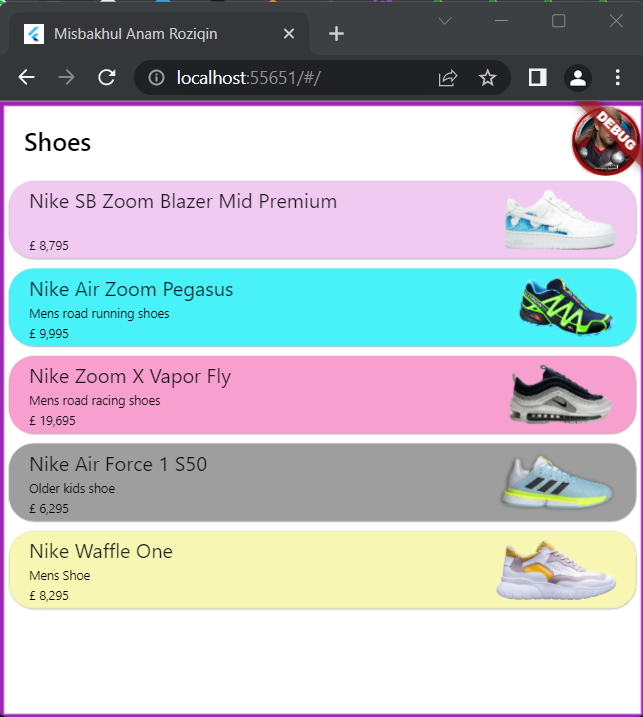 Misbakhul Anam Roziqin
localhost:55651/#/
Shoes
DEBUG
Nike SB Zoom Blazer Mid Premium
£ 8,795
Nike Air Zoom Pegasus
Mens road running shoes
£ 9,995
Nike Zoom X Vapor Fly
Mens road racing shoes
£ 19,695
Nike Air Force 1 S50
Older kids shoe
£ 6,295
Nike Waffle One
Mens Shoe
£ 8,295